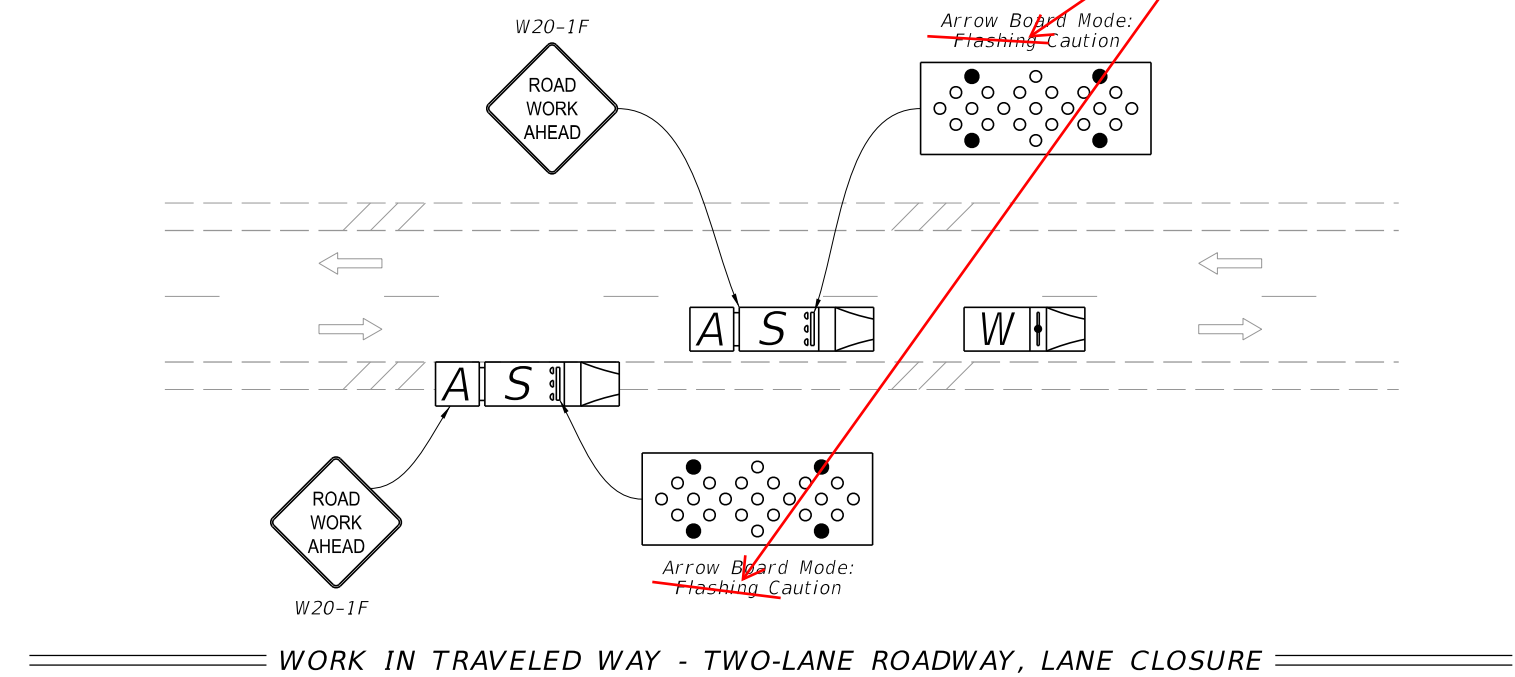 W20-1F
ROAD
WORK
AHEAD
Arrow Board Mode:
Flashing Caution
A S
W
A S
ROAD
WORK
AHEAD
W20-1F
Arrow Board Mode:
Flashing Caution
WORK IN TRAVELED WAY - TWO-LANE ROADWAY, LANE CLOSURE